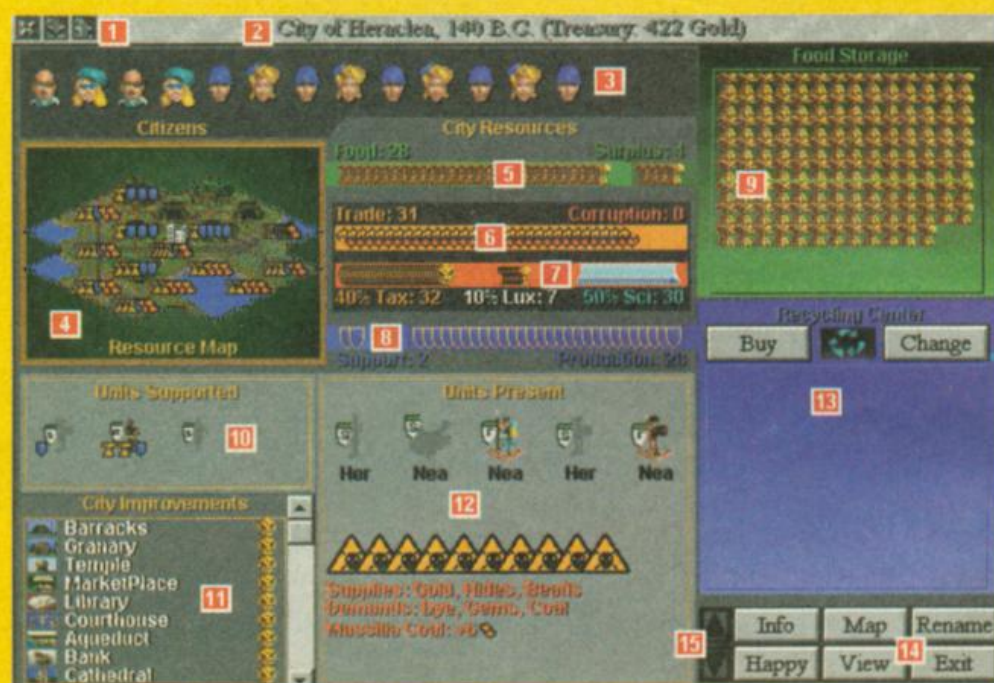 1
2 City of Heraclea, 140 B.C. (Treasury: 422 Gold)
3
Citizens
City Resources
Food: 28 Surplus: 4
5
Trade: 31 Corruption: 0
6
7
40% Tax: 32 10% Lux: 7 50% Sci: 30
8
Support: 2 Production:
4
Resource Map
Food Storage
9
Recycling Center
Buy Change
13
Units Supported
10
Units Present
Her Nea Nea Her Nea
12
City Improvements
Barracks
Granary
Temple
MarketPlace
Library
Courthouse
Aqueduct
Bank
Cathedral
11
Supplies: Gold, Hides, Beads
Demands: Dye, Gems, Coal
Massilia Coal: +6
15
Info Map Rename
Happy View Exit
14